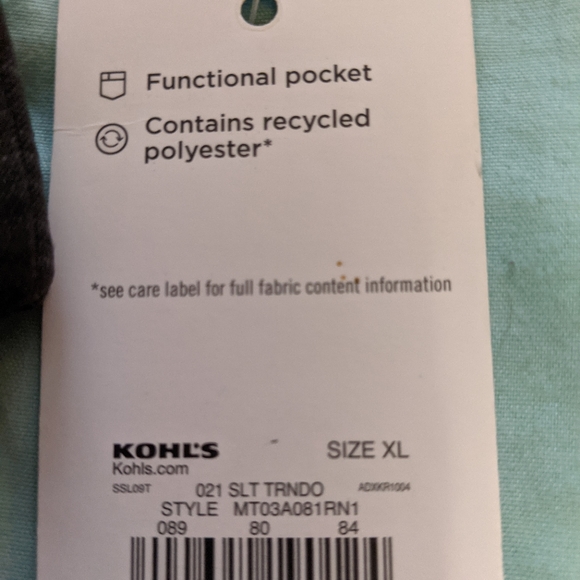 Functional pocket
Contains recycled
polyester*
*see care label for full fabric content information
KOHL'S SIZE XL
Kohls.com
SSL09T 021 SLT TRNDO ADXKR1004
STYLE MT03A081RN1
089 80 84